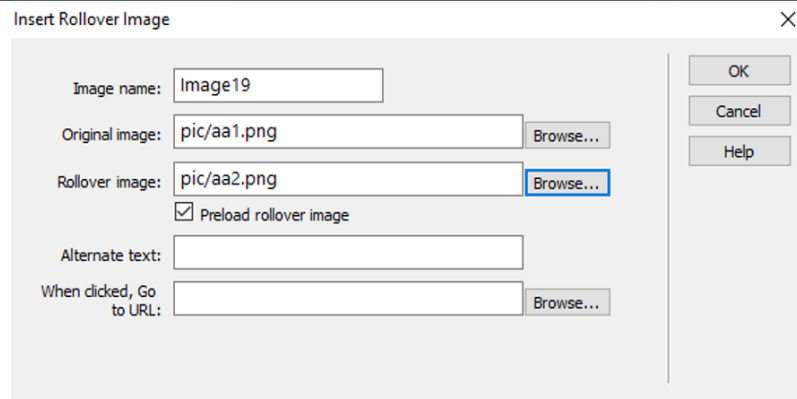 Insert Rollover Image
Image name: Image19
Original image: pic/aa1.png Browse...
Rollover image: pic/aa2.png Browse...
Preload rollover image
Alternate text:
When clicked, Go
to URL: Browse...
OK
Cancel
Help